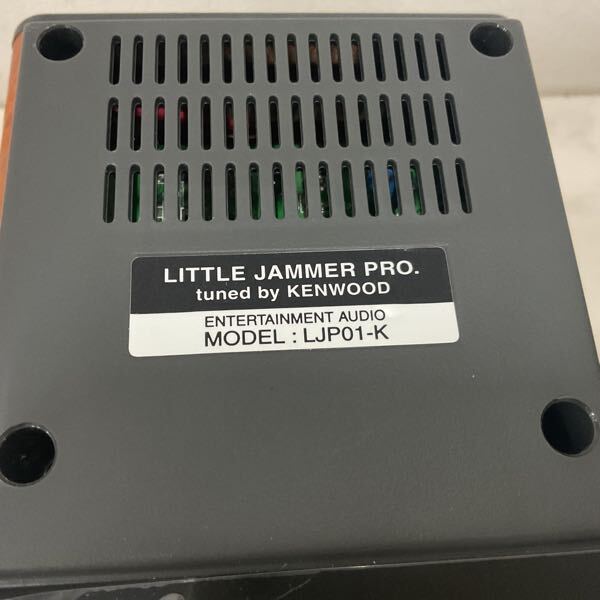 LITTLE JAMMER PRO.
tuned by KENWOOD
ENTERTAINMENT AUDIO
MODEL : LJP01-K